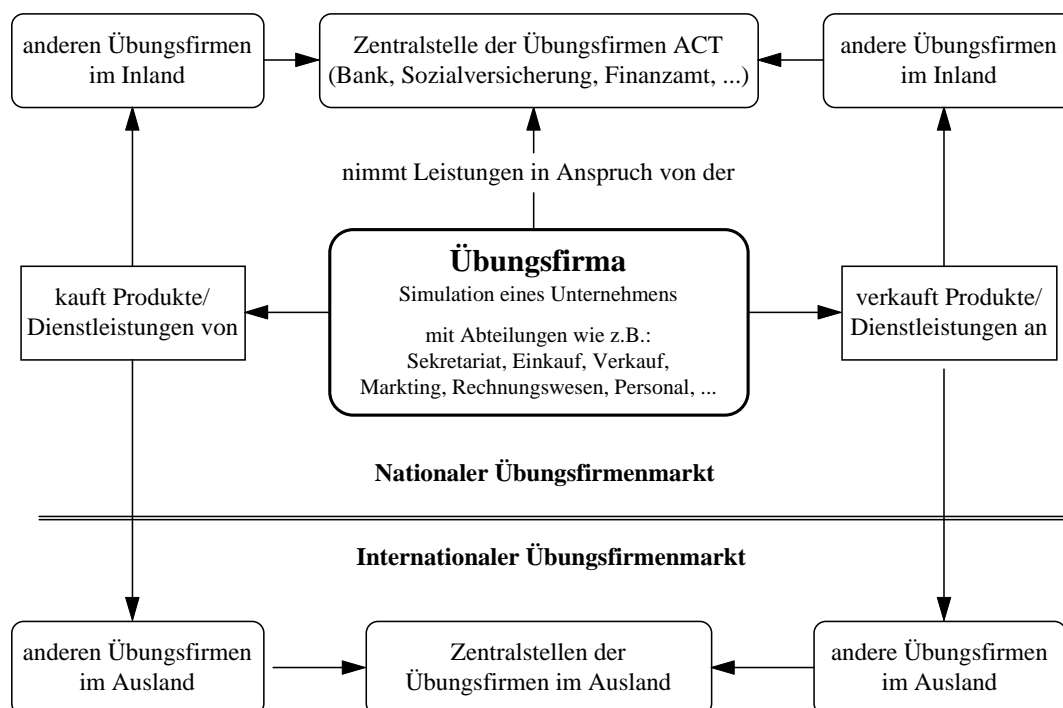 anderen Übungsfirmen
im Inland
Zentralstelle der Übungsfirmen ACT
(Bank, Sozialversicherung, Finanzamt, ...)
andere Übungsfirmen
im Inland
nimmt Leistungen in Anspruch von der
kauft Produkte/
Dienstleistungen von
Übungsfirma
Simulation eines Unternehmens
mit Abteilungen wie z.B.:
Sekretariat, Einkauf, Verkauf,
Markting, Rechnungswesen, Personal, ...
verkauft Produkte/
Dienstleistungen an
Nationaler Übungsfirmenmarkt
Internationaler Übungsfirmenmarkt
anderen Übungsfirmen
im Ausland
Zentralstellen der
Übungsfirmen im Ausland
andere Übungsfirmen
im Ausland